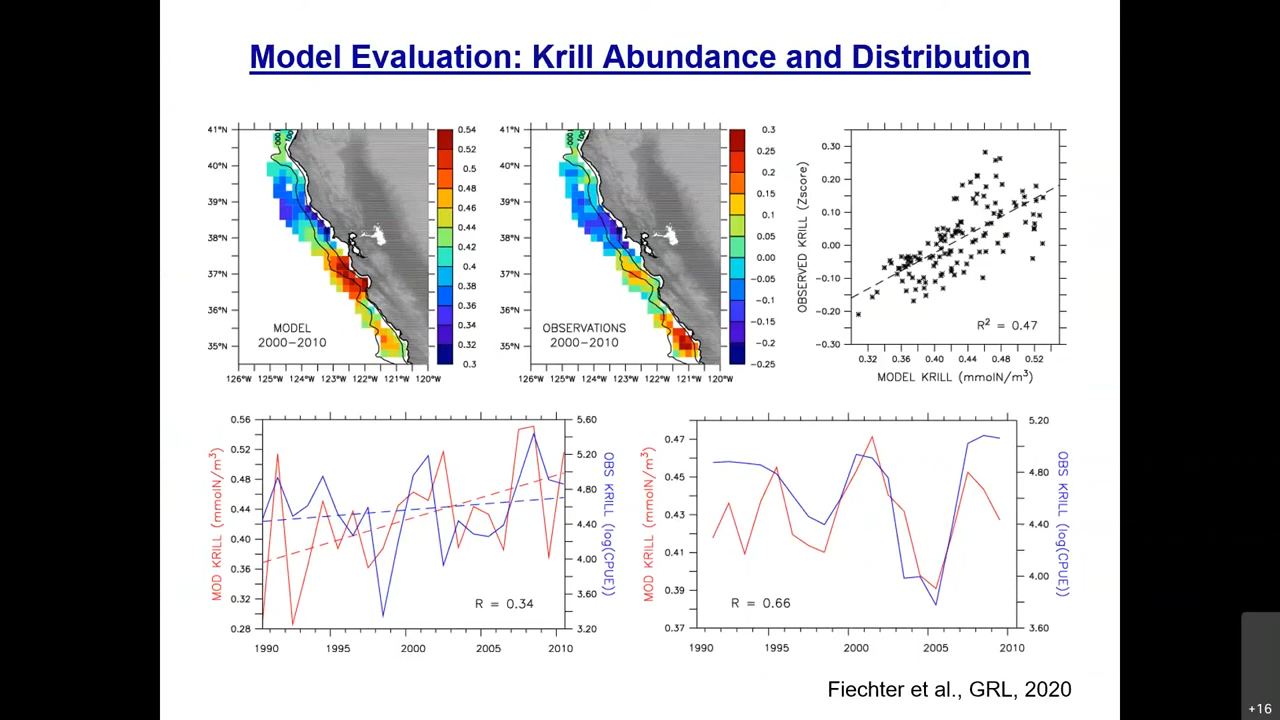 Model Evaluation: Krill Abundance and Distribution
41°N
40°N
39°N
38°N
37°N
36°N
35°N
126°W 125°W 124°W 123°W 122°W 121°W 120°W
MODEL
2000-2010
0.54
0.52
0.5
0.48
0.46
0.44
0.42
0.4
0.38
0.36
0.34
0.32
0.3
41°N
40°N
39°N
38°N
37°N
36°N
35°N
126°W 125°W 124°W 123°W 122°W 121°W 120°W
OBSERVATIONS
2000-2010
0.3
0.25
0.2
0.15
0.1
0.05
0.00
-0.05
-0.1
-0.15
-0.2
-0.25
OBSERVED KRILL (Zscore)
0.30
0.20
0.10
0.00
-0.10
-0.20
-0.30
R² = 0.47
0.32 0.36 0.40 0.44 0.48 0.52
MODEL KRILL (mmolN/m³)
MOD KRILL (mmolN/m³)
0.56
0.52
0.48
0.44
0.40
0.36
0.32
0.28
R = 0.34
1990 1995 2000 2005 2010
5.60
5.20
4.80
4.40
4.00
3.60
3.20
OBS KRILL (log(CPUE))
MOD KRILL (mmolN/m³)
0.47
0.45
0.43
0.41
0.39
0.37
R = 0.66
1990 1995 2000 2005 2010
5.20
4.80
4.40
4.00
3.60
OBS KRILL (log(CPUE))
Fiechter et al., GRL, 2020
+16